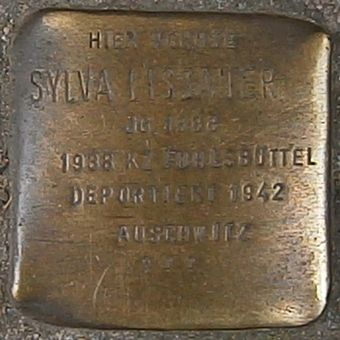 HIER WOHNTE
SYLVA
JG.
1938 KZ FUHLSBÜTTEL
DEPORTIERT 1942
AUSCHWITZ